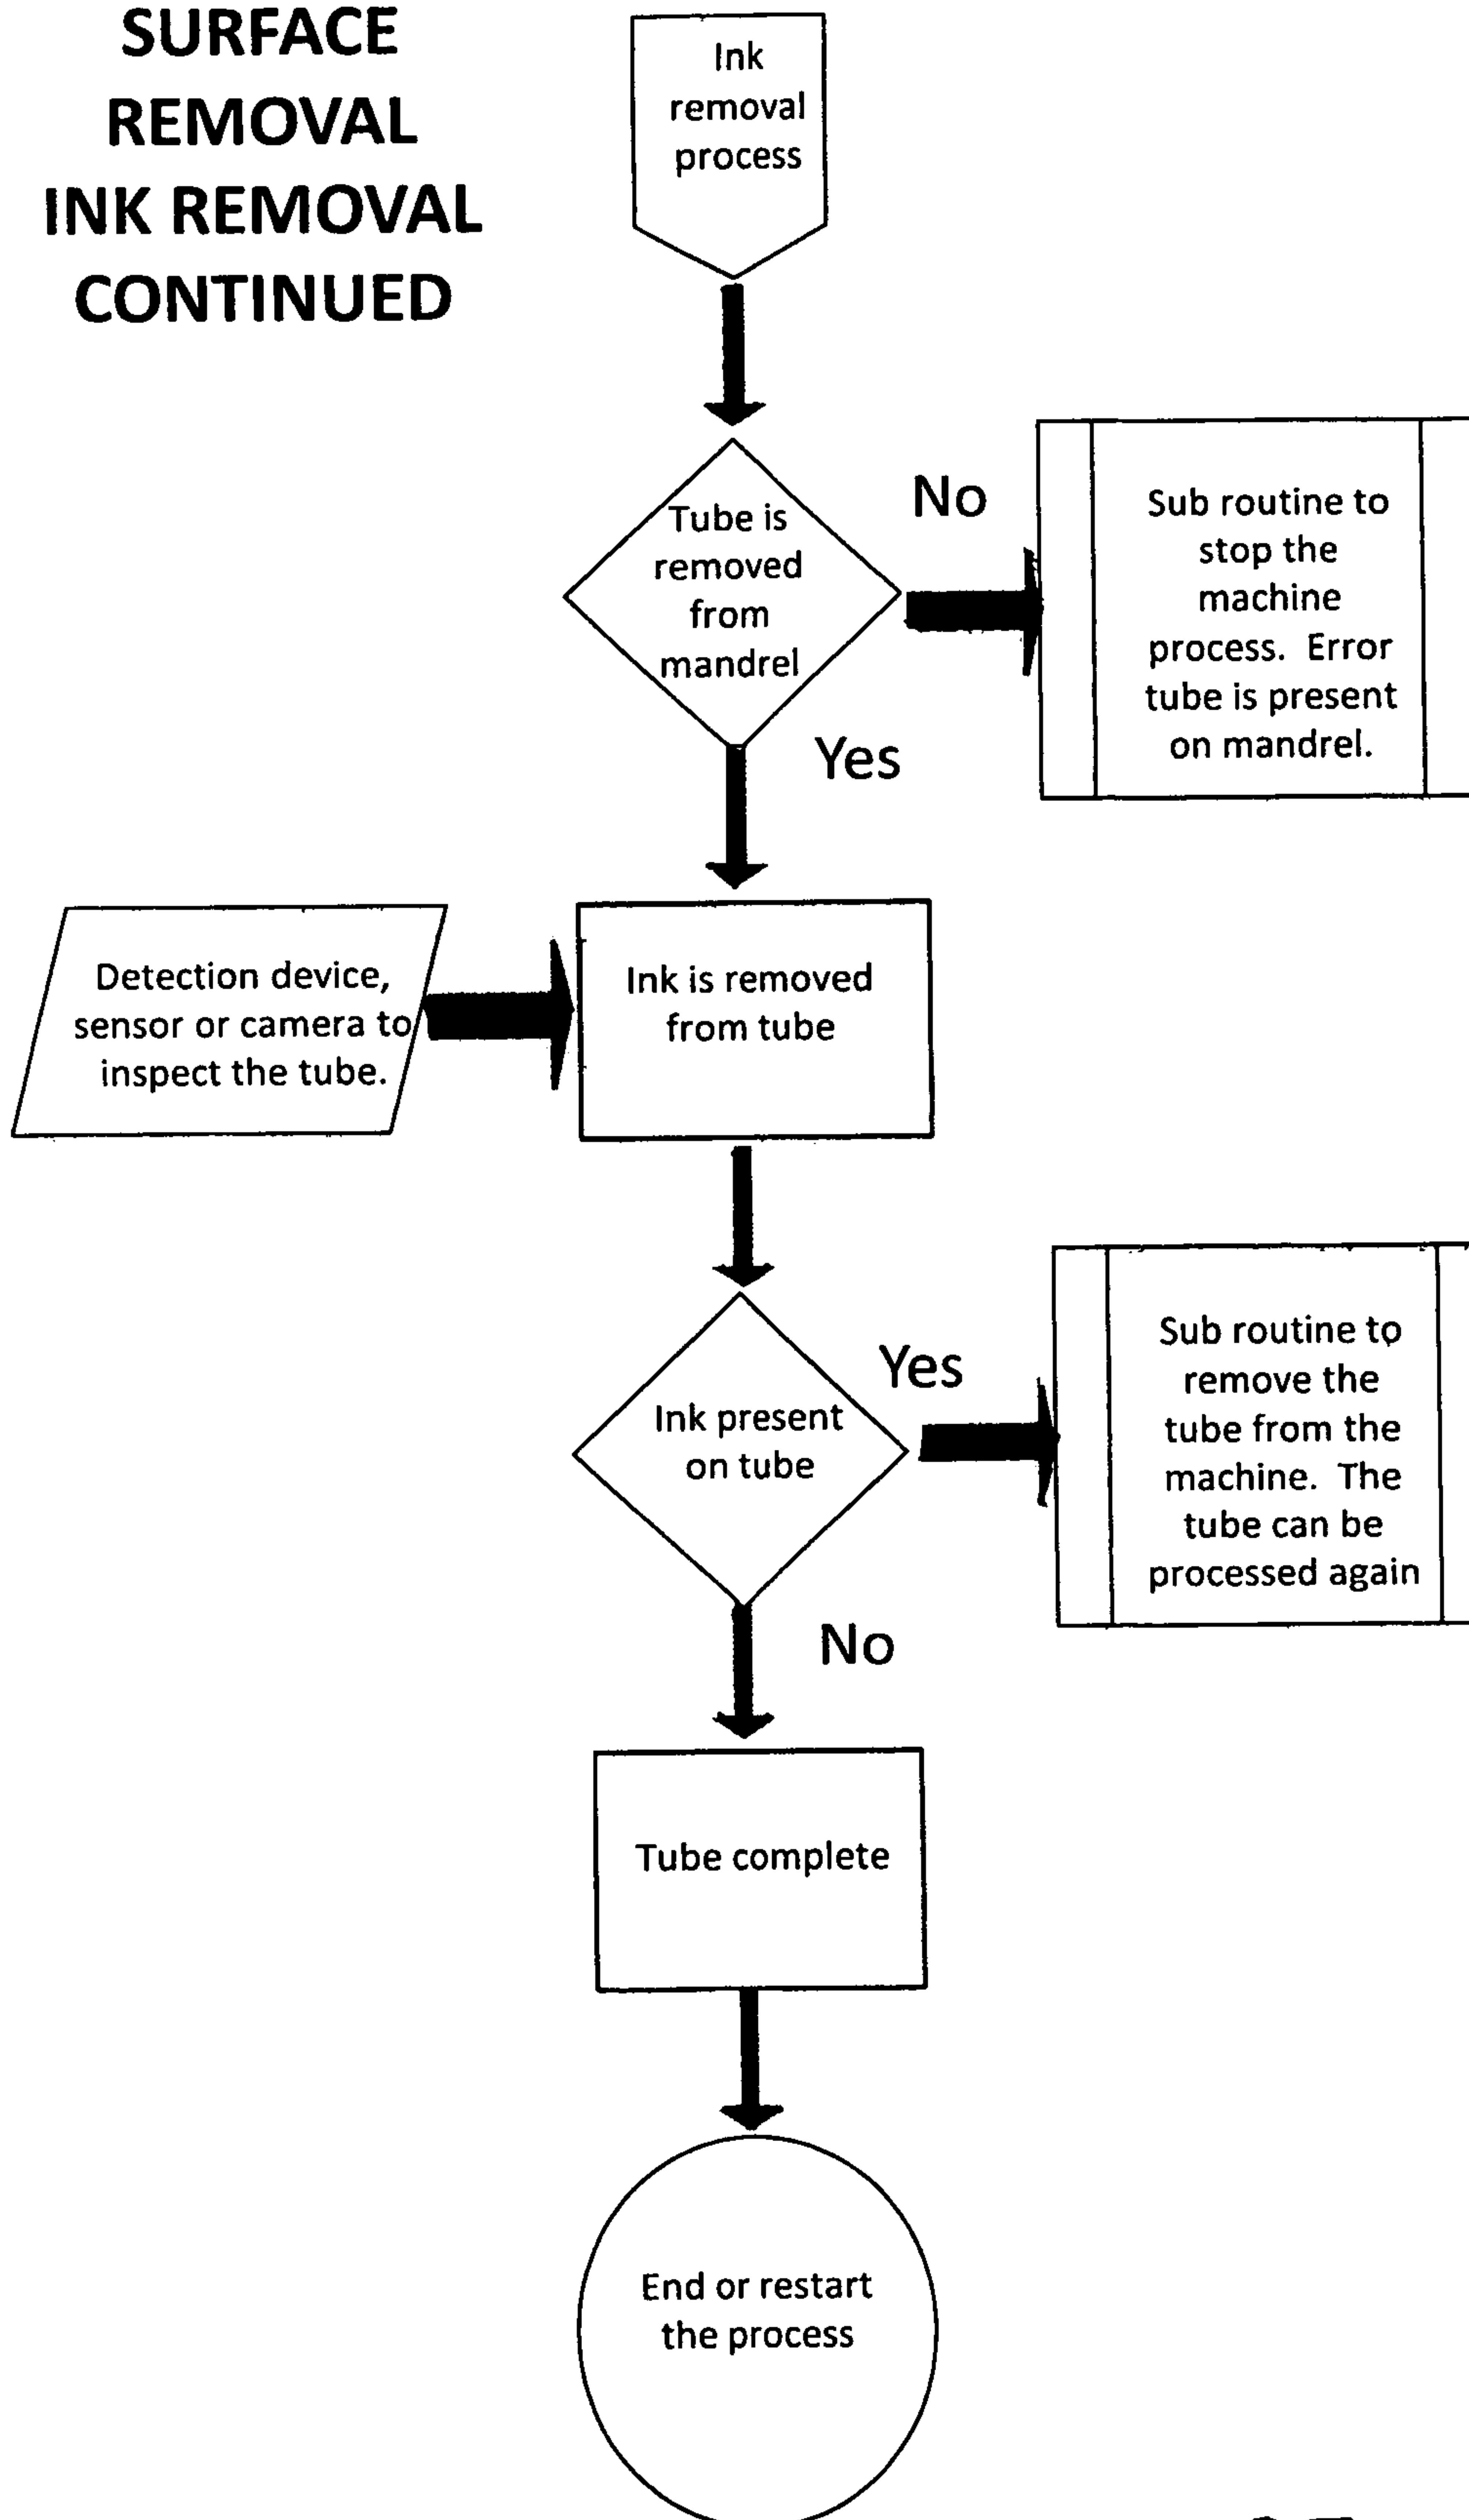 SURFACE
REMOVAL
INK REMOVAL
CONTINUED
Ink
removal
process
Tube is
removed
from
mandrel
No
Sub routine to
stop the
machine
process. Error
tube is present
on mandrel.
Yes
Detection device,
sensor or camera to
inspect the tube.
Ink is removed
from tube
Ink present
on tube
Yes
Sub routine to
remove the
tube from the
machine. The
tube can be
processed again
No
Tube complete
End or restart
the process